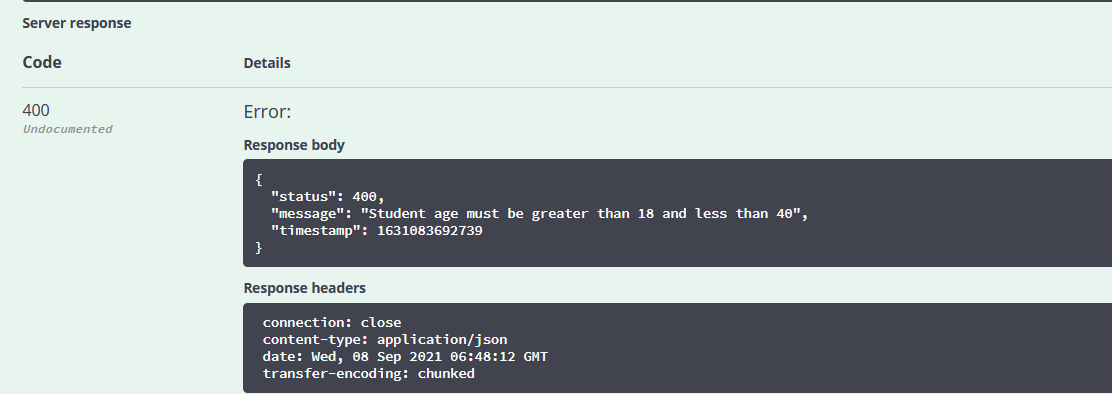 Server response
Code Details
400 Error:
Undocumented
Response body
{
  "status": 400,
  "message": "Student age must be greater than 18 and less than 40",
  "timestamp": 1631083692739
}
Response headers
connection: close
content-type: application/json
date: Wed, 08 Sep 2021 06:48:12 GMT
transfer-encoding: chunked